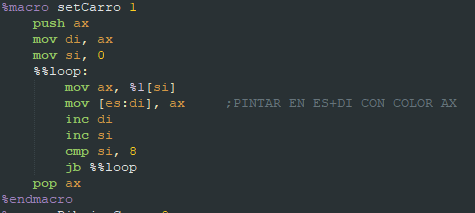 %macro setCarro 1
push ax
mov di, ax
mov si, 0
%%loop:
mov ax, %1[si]
mov [es:di], ax ;PINTAR EN ES+DI CON COLOR AX
inc di
inc si
cmp si, 8
jb %%loop
pop ax
%endmacro